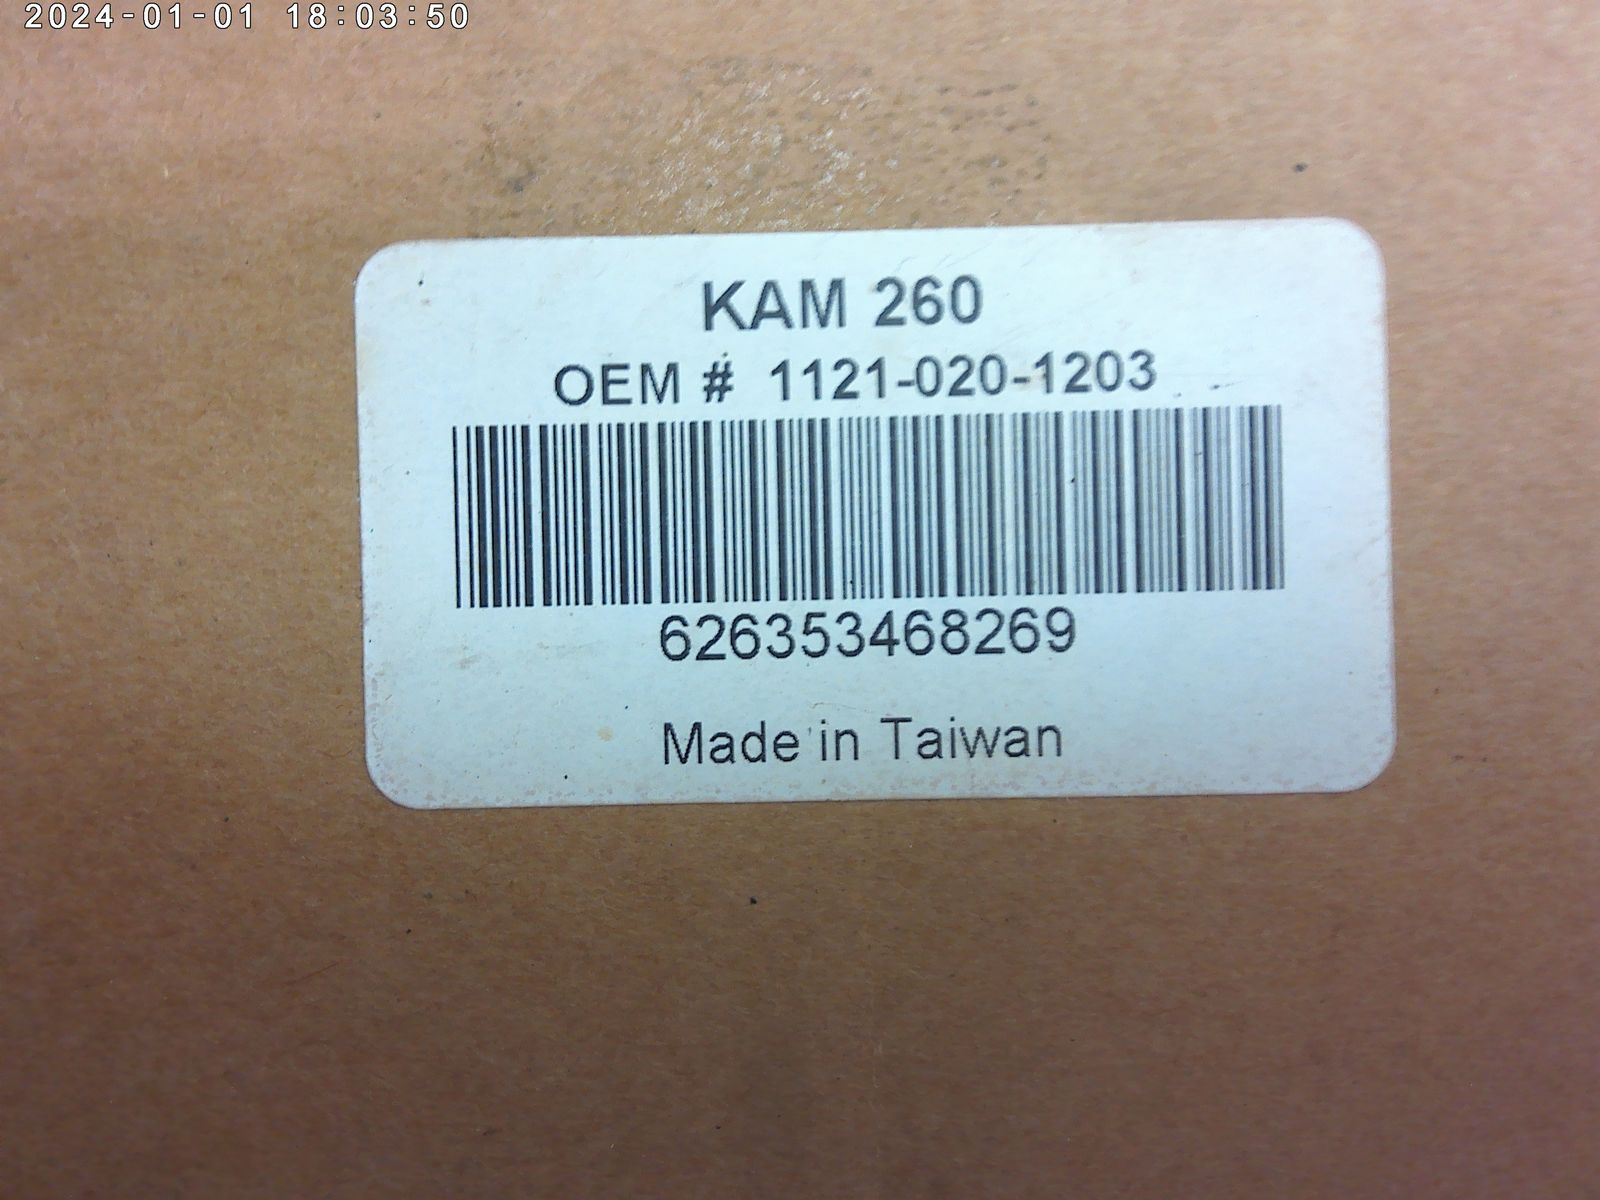 2024-01-01 18:03:50
KAM 260
OEM # 1121-020-1203
626353468269
Made in Taiwan